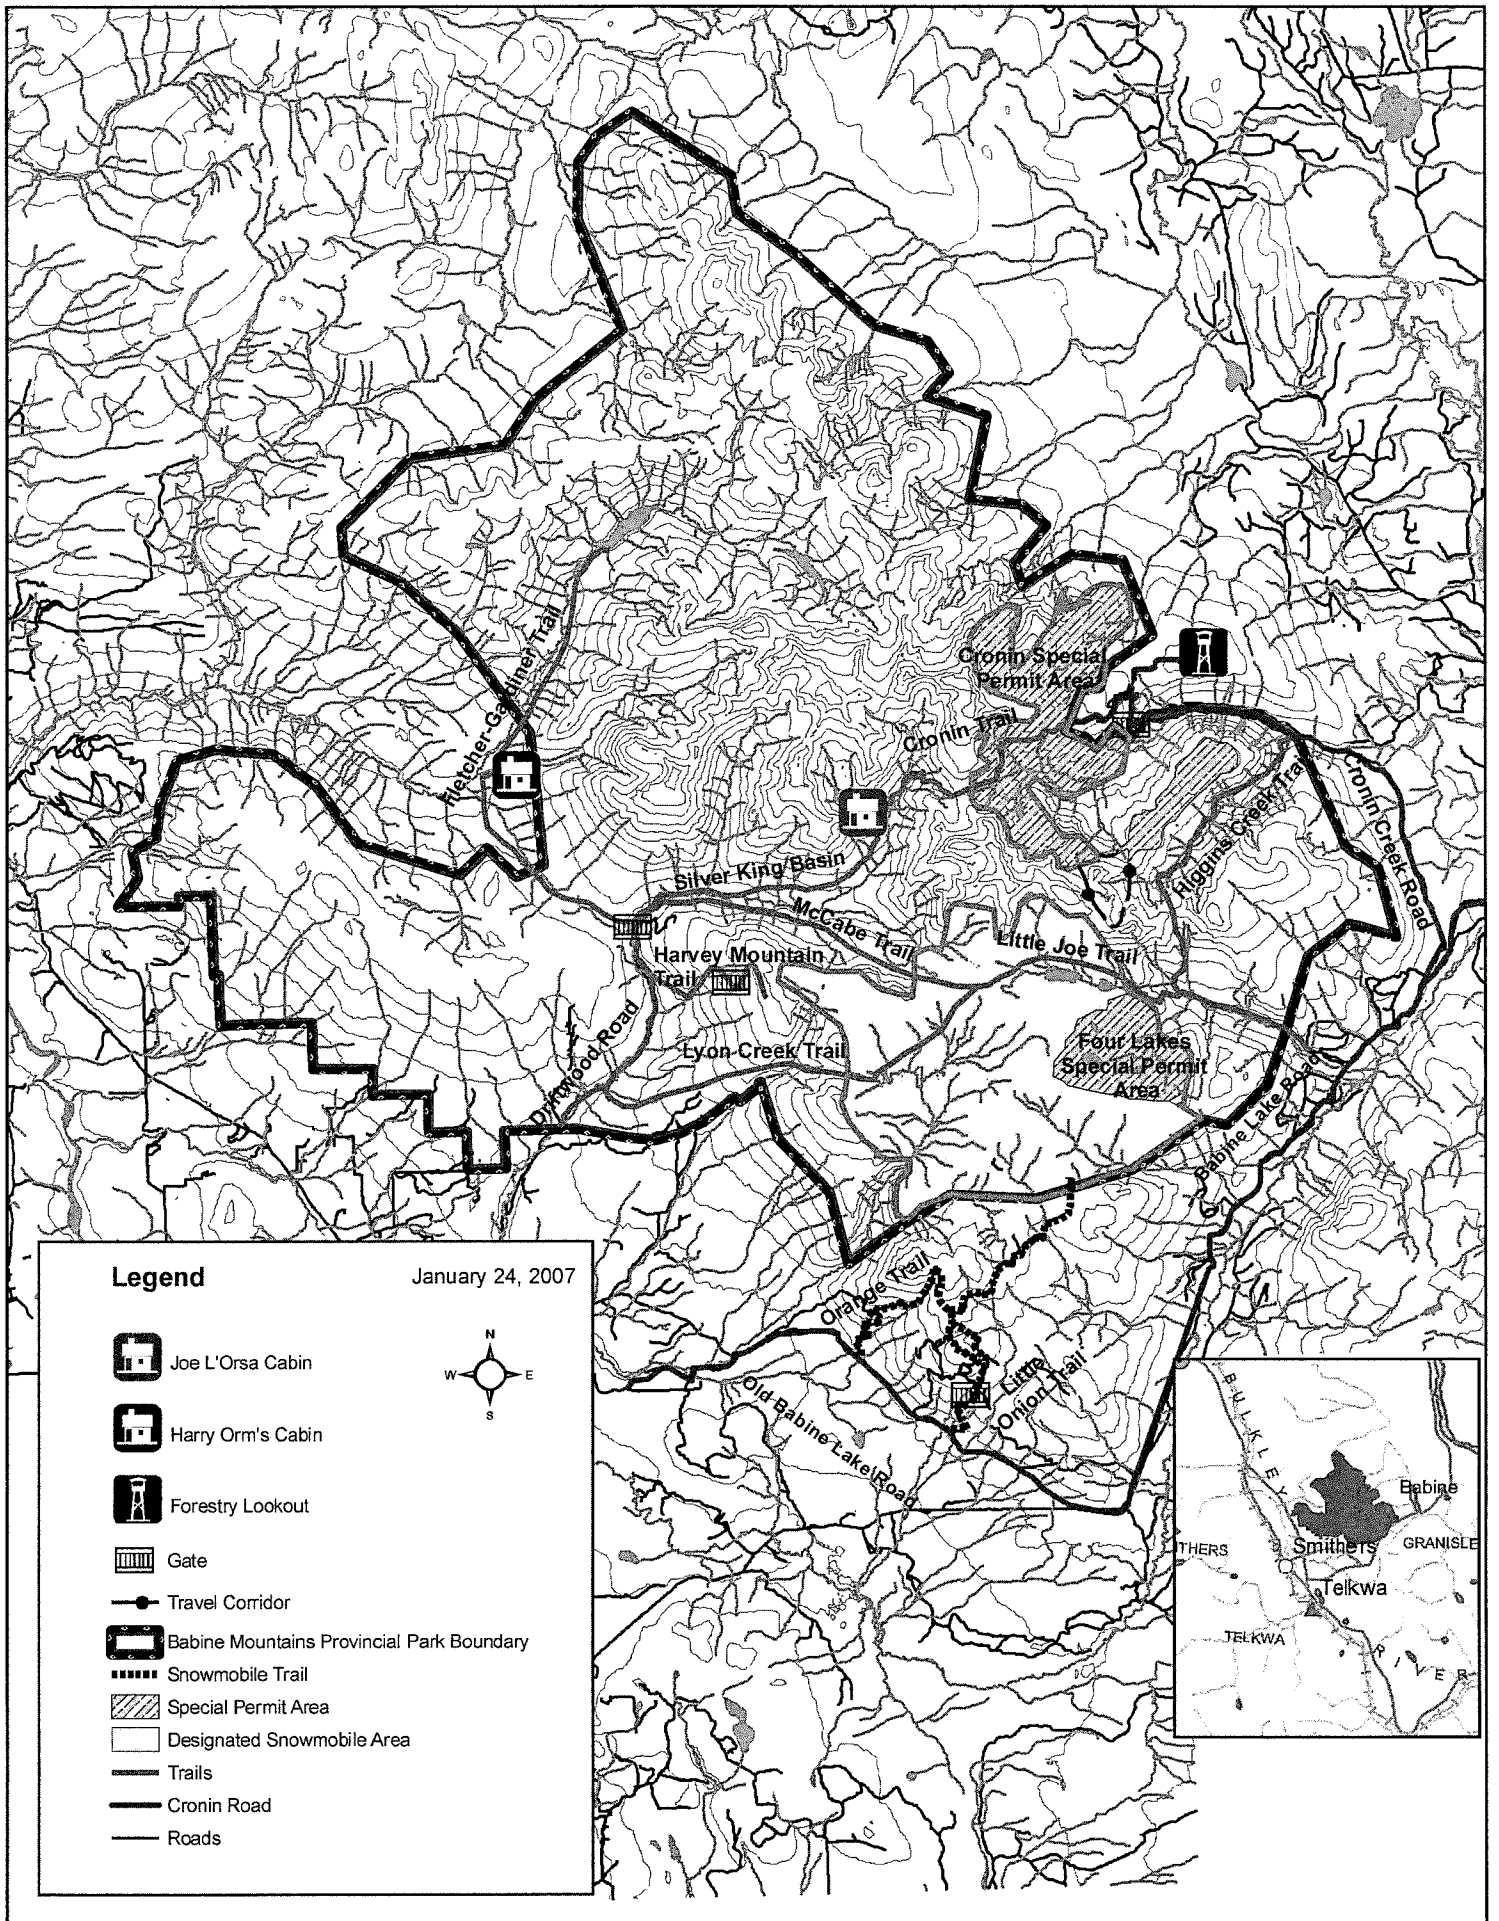 Cronin Special
Permit Area
Fletcher-Gardiner Trail
Cronin Trail
Cronin Creek Road
Higgins Creek Trail
Silver King Basin
McCabe Trail
Little Joe Trail
Harvey Mountain
Trail
Driftwood Road
Lyon Creek Trail
Four Lakes
Special Permit
Area
Babine Lake Road
Orange Trail
Little
Onion Trail
Old Babine Lake Road
Legend
January 24, 2007
N
W
E
S
Joe L'Orsa Cabin
Harry Orm's Cabin
Forestry Lookout
Gate
Travel Corridor
Babine Mountains Provincial Park Boundary
Snowmobile Trail
Special Permit Area
Designated Snowmobile Area
Trails
Cronin Road
Roads
BULKLEY
Babine
THERS
Smithers
GRANISLE
Telkwa
TELKWA
RIVER